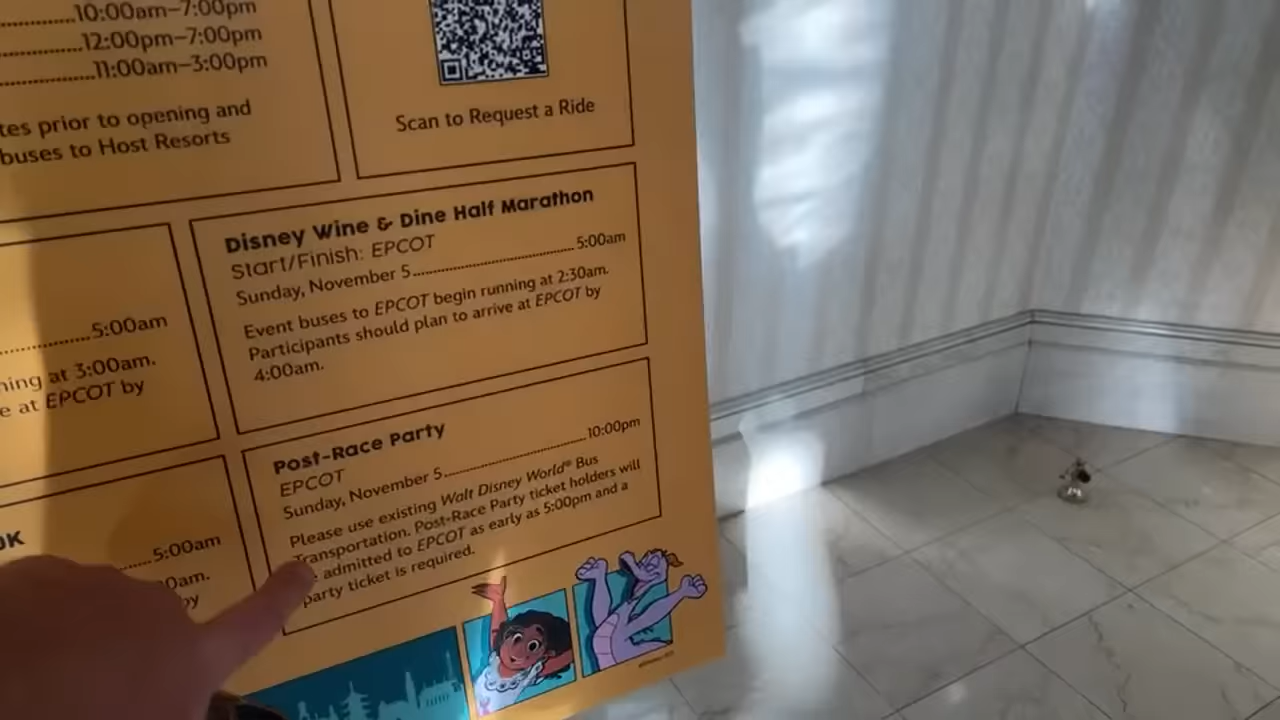 10:00am–7:00pm
12:00pm–7:00pm
11:00am–3:00pm
prior to opening and
buses to Host Resorts
Scan to Request a Ride
5:00am
at 3:00am.
at EPCOT by
Disney Wine & Dine Half Marathon
Start/Finish: EPCOT
Sunday, November 5 5:00am
Event buses to EPCOT begin running at 2:30am.
Participants should plan to arrive at EPCOT by
4:00am.
5:00am
Post-Race Party
EPCOT
Sunday, November 5 10:00pm
Please use existing Walt Disney World® Bus
Transportation. Post-Race Party ticket holders will
admitted to EPCOT as early as 5:00pm and a
party ticket is required.